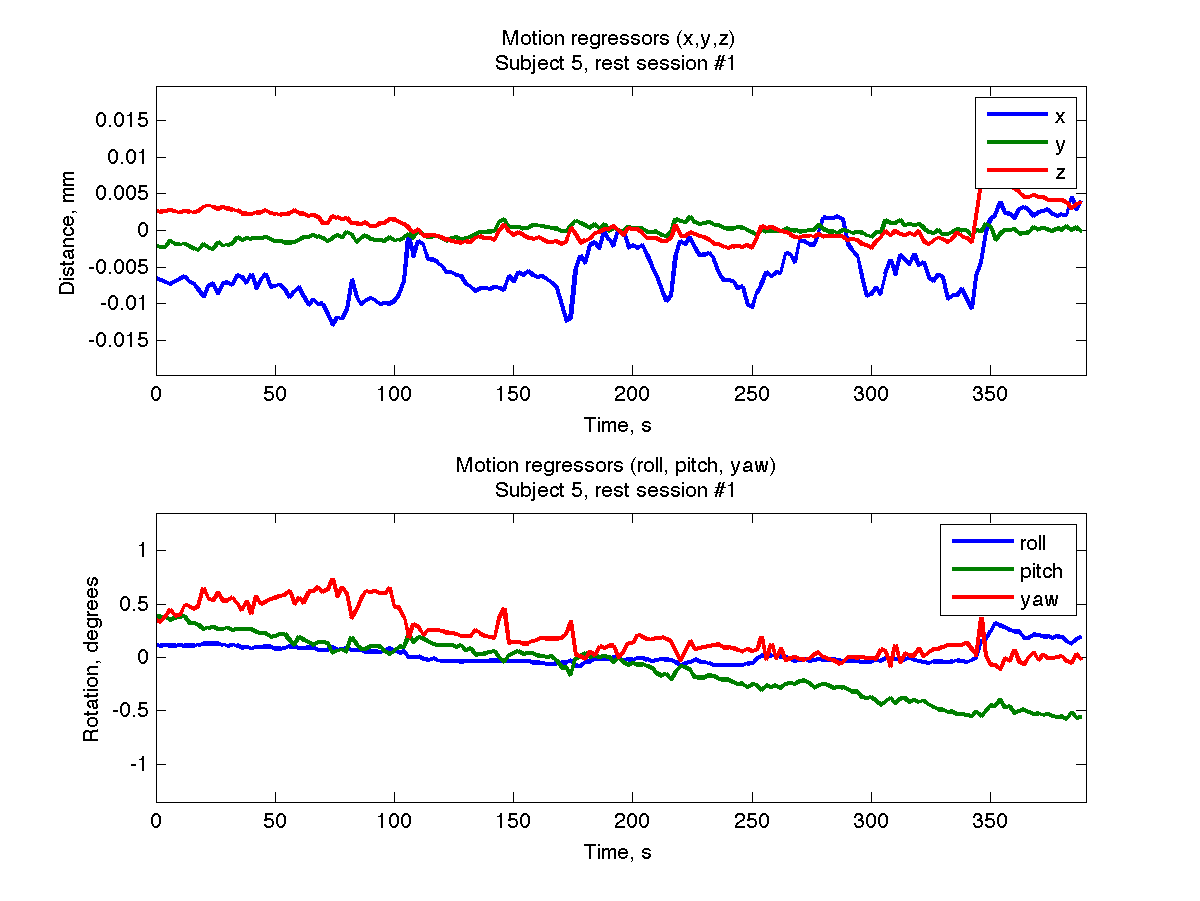 Motion regressors (x,y,z)
Subject 5, rest session #1
0.015
0.01
0.005
0
-0.005
-0.01
-0.015
Distance, mm
x
y
z
0 50 100 150 200 250 300 350
Time, s
Motion regressors (roll, pitch, yaw)
Subject 5, rest session #1
1
0.5
0
-0.5
-1
Rotation, degrees
roll
pitch
yaw
0 50 100 150 200 250 300 350
Time, s